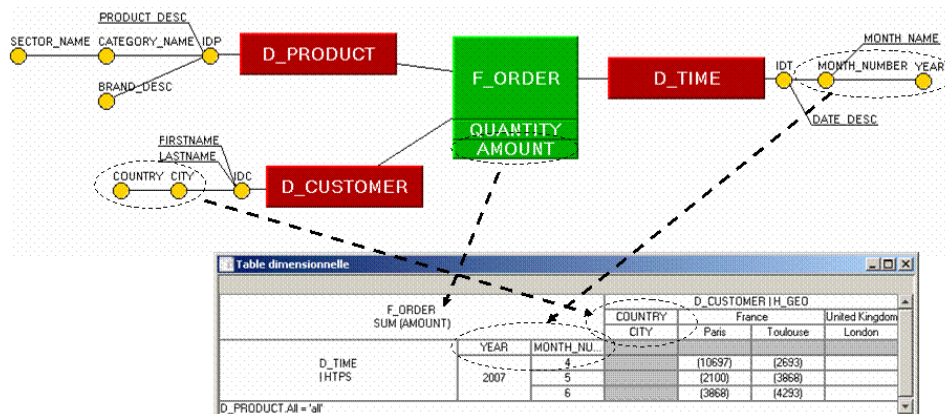 PRODUCT_DESC
SECTOR_NAME CATEGORY_NAME IDP
D_PRODUCT
BRAND_DESC
F_ORDER
QUANTITY
AMOUNT
D_TIME
MONTH_NAME
IDT MONTH_NUMBER YEAR
DATE_DESC
FIRSTNAME
LASTNAME
COUNTRY CITY IDC
D_CUSTOMER
Table dimensionnelle
F_ORDER
SUM (AMOUNT)
D_CUSTOMER | H_GEO
COUNTRY France United Kingdom
CITY Paris Toulouse London
D_TIME
| HTPS
YEAR MONTH_NU...
4 (10697) (2693)
2007 5 (2100) (3868)
6 (3868) (4293)
D_PRODUCT.All = 'all'